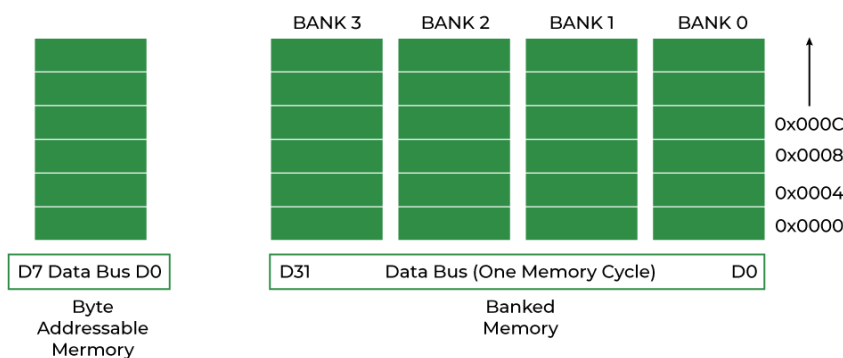 BANK 3 BANK 2 BANK 1 BANK 0
0x000C
0x0008
0x0004
0x0000
D7 Data Bus D0
D31 Data Bus (One Memory Cycle) D0
Byte
Addressable
Mermory
Banked
Memory